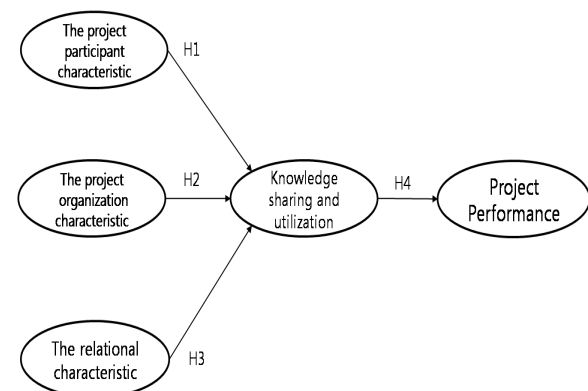 The project
participant
characteristic
H1
The project
organization
characteristic
H2
Knowledge
sharing and
utilization
H4
Project
Performance
The relational
characteristic
H3